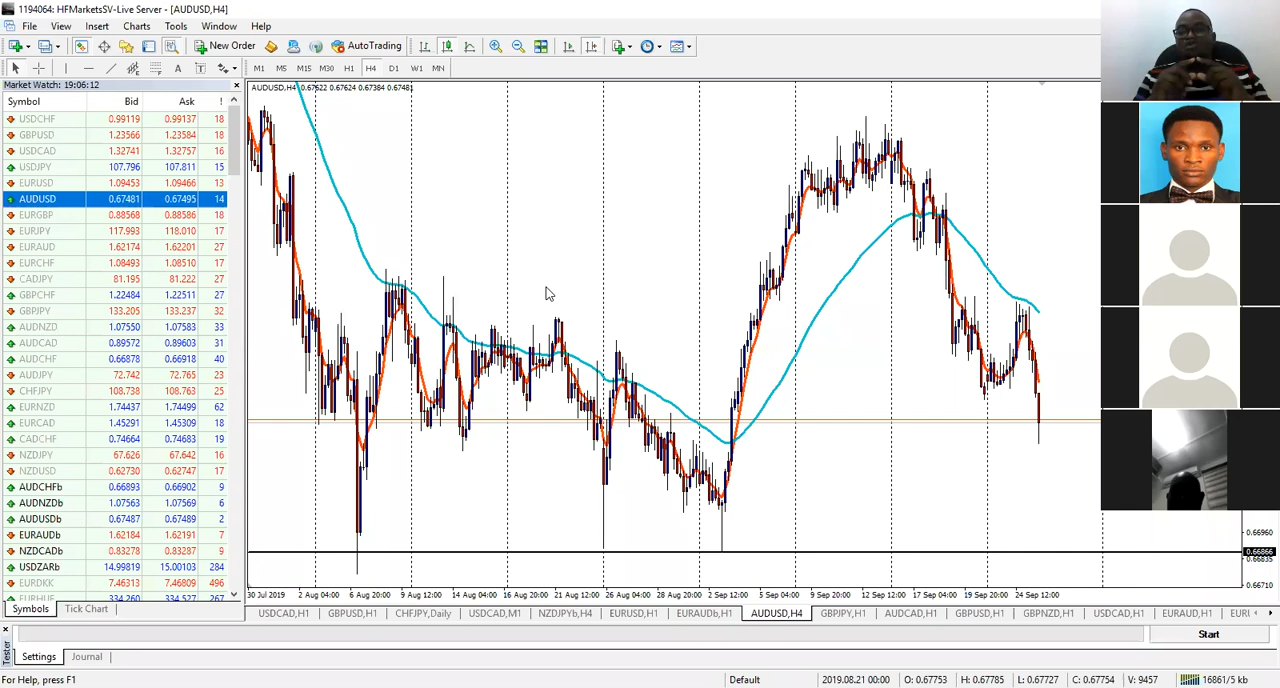 1194064: HFMarketsSV-Live Server - [AUDUSD,H4]
File View Insert Charts Tools Window Help
New Order AutoTrading
A T M1 M5 M15 M30 H1 H4 D1 W1 MN
Market Watch: 19:06:12
Symbol Bid Ask !
USDCHF 0.99119 0.99137 18
GBPUSD 1.23566 1.23584 18
USDCAD 1.32741 1.32757 16
USDJPY 107.796 107.811 15
EURUSD 1.09453 1.09466 13
AUDUSD 0.67481 0.67495 14
EURGBP 0.88568 0.88586 18
EURJPY 117.993 118.010 17
EURAUD 1.62174 1.62201 27
EURCHF 1.08493 1.08510 17
CADJPY 81.195 81.222 27
GBPCHF 1.22484 1.22511 27
GBPJPY 133.205 133.237 32
AUDNZD 1.07550 1.07583 33
AUDCAD 0.89572 0.89603 31
AUDCHF 0.66878 0.66918 40
AUDJPY 72.742 72.765 23
CHFJPY 108.738 108.763 25
EURNZD 1.74437 1.74499 62
EURCAD 1.45291 1.45309 18
CADCHF 0.74664 0.74683 19
NZDJPY 67.626 67.642 16
NZDUSD 0.62730 0.62747 17
AUDCHFb 0.66893 0.66902 9
AUDNZDb 1.07563 1.07569 6
AUDUSDb 0.67487 0.67489 2
EURAUDb 1.62184 1.62191 7
NZDCADb 0.83278 0.83287 9
USDZARb 14.99819 15.00103 284
EURDKK 7.46313 7.46809 496
EURHUF 334.260 334.527 267
Symbols Tick Chart
AUDUSD,H4 0.67622 0.67624 0.67384 0.67481
0.66960
0.66866
0.66835
0.66710
30 Jul 2019 2 Aug 04:00 6 Aug 20:00 9 Aug 12:00 14 Aug 04:00 16 Aug 20:00 21 Aug 12:00 26 Aug 04:00 28 Aug 20:00 2 Sep 12:00 5 Sep 04:00 9 Sep 20:00 12 Sep 12:00 17 Sep 04:00 19 Sep 20:00 24 Sep 12:00
USDCAD,H1 GBPUSD,H1 CHFJPY,Daily USDCAD,M1 NZDJPYb,H4 EURUSD,H1 EURAUDb,H1 AUDUSD,H4 GBPJPY,H1 AUDCAD,H1 GBPUSD,H1 GBPNZD,H1 USDCAD,H1 EURAUD,H1 EURI
Start
Tester
Settings Journal
For Help, press F1 Default 2019.08.21 00:00 O: 0.67753 H: 0.67785 L: 0.67727 C: 0.67754 V: 9457 16861/5 kb